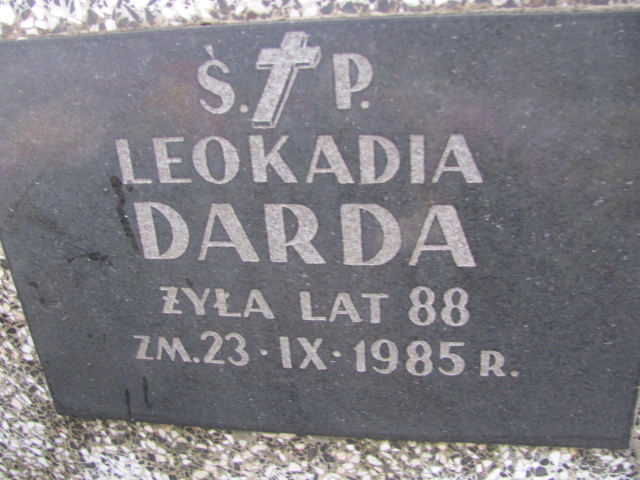 Ś. P.
LEOKADIA
DARDA
ŻYŁA LAT 88
ZM. 23·IX·1985 R.